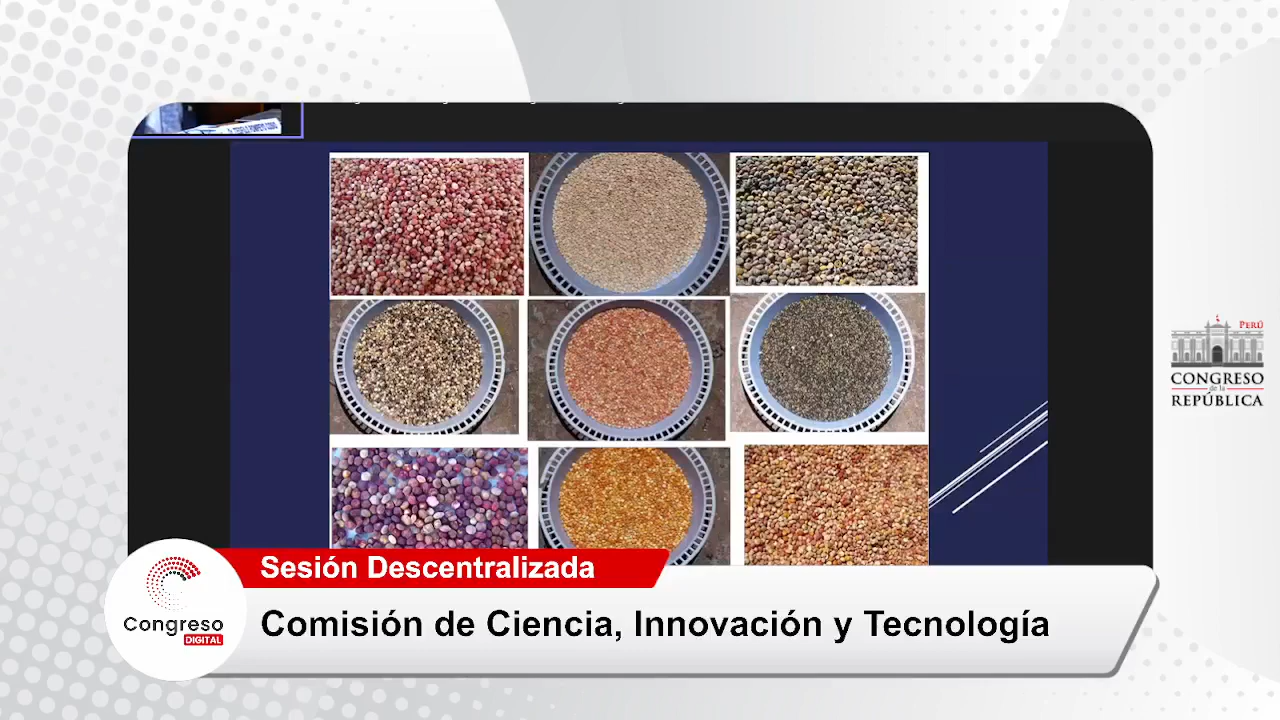 PERÚ
CONGRESO
de la
REPÚBLICA
Sesión Descentralizada
Congreso
DIGITAL
Comisión de Ciencia, Innovación y Tecnología